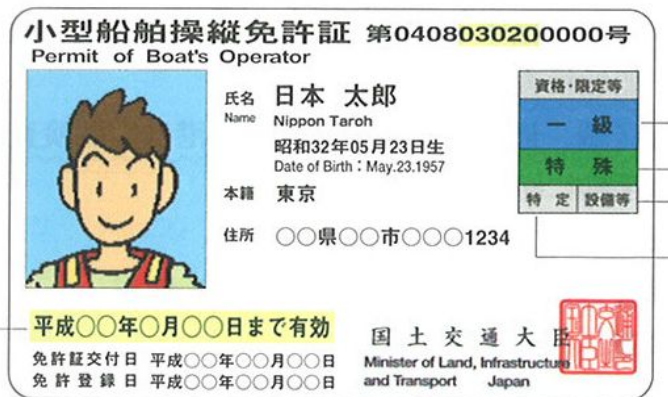 小型船舶操縦免許証 第0408030200000号
Permit of Boat's Operator
氏名 日本 太郎
Name Nippon Taroh
昭和32年05月23日生
Date of Birth : May.23.1957
本籍 東京
住所 ○○県○○市○○○1234
資格・限定等
一級
特殊
特定 設備等
平成○○年○月○○日まで有効
免許証交付日 平成○○年○○月○○日
免許登録日 平成○○年○○月○○日
国土交通大臣
Minister of Land, Infrastructure
and Transport Japan